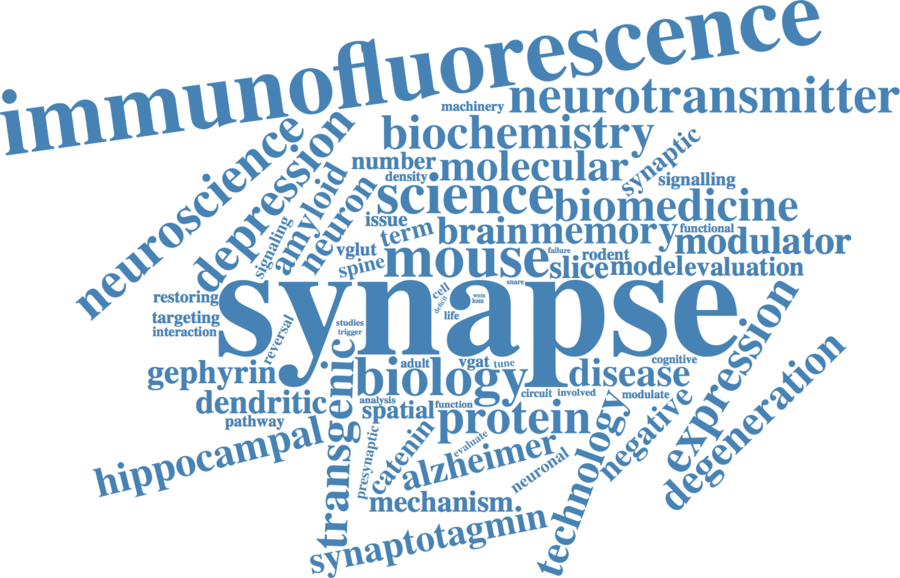 immunofluorescence
machinery
neurotransmitter
biochemistry
neuroscience
depression
number
molecular
synaptic
density
signalling
amyloid
neuron
science
biomedicine
issue
term
brain
memory
functional
modulator
signaling
vglut
spine
mouse
failure
slice
rodent
model
evaluation
restoring
synapse
cell
deficit
wnts
loss
snare
targeting
life
interaction
reversal
studies
trigger
expression
gephyrin
transgenic
biology
adult
vgat
tune
disease
cognitive
degeneration
dendritic
analysis
spatial
function
protein
circuit
involved
modulate
pathway
hippocampal
presynaptic
catenin
evaluate
alzheimer
neuronal
technology
negative
mechanism
synaptotagmin